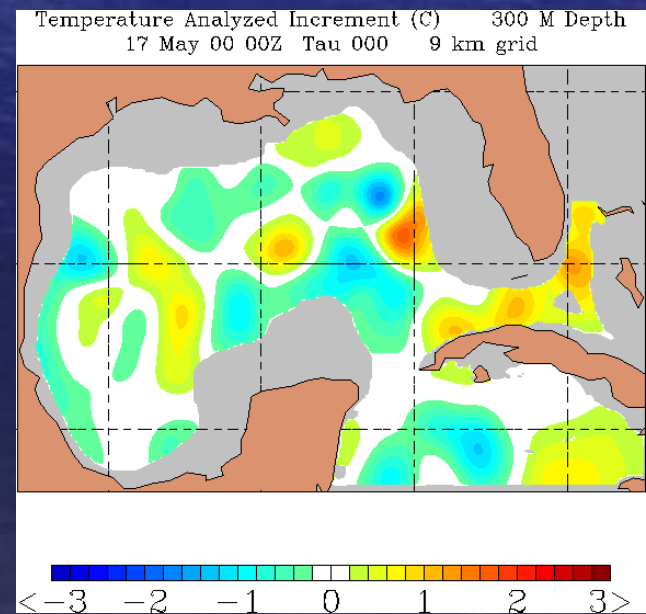 Temperature Analyzed Increment (C) 300 M Depth
17 May 00 00Z Tau 000 9 km grid
<-3 -2 -1 0 1 2 3>